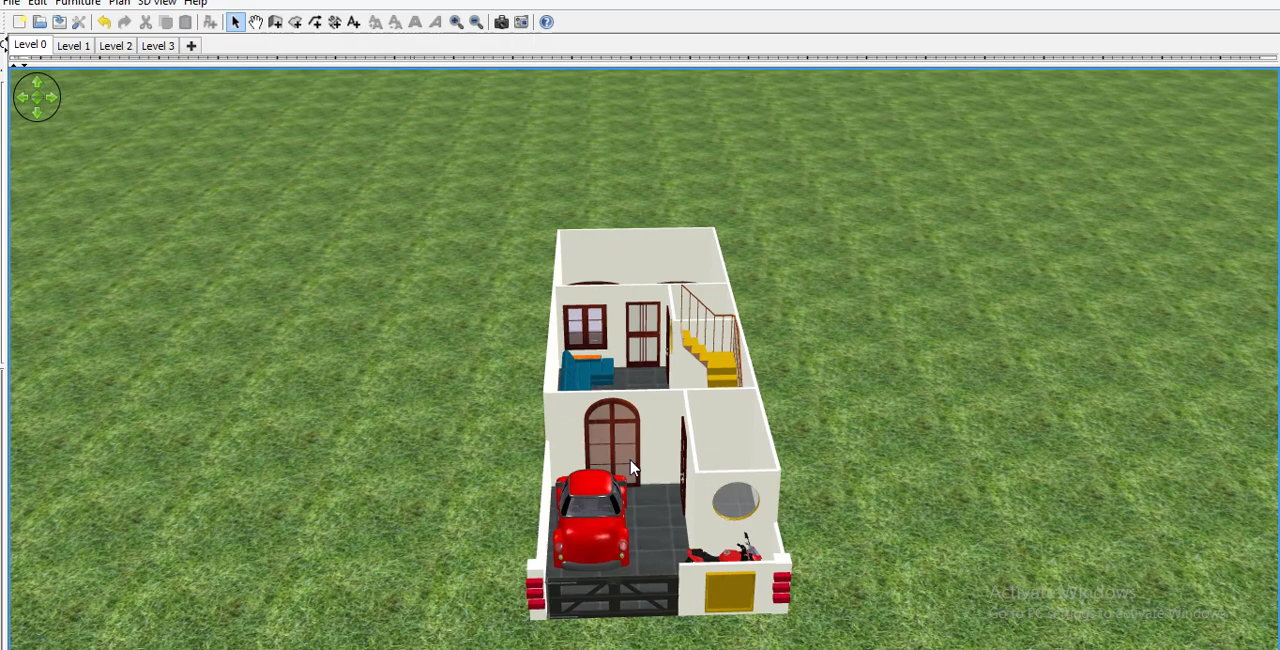 File Edit Furniture Plan 3D view Help
Level 0 Level 1 Level 2 Level 3
Activate Windows
Go to PC settings to activate Windows.